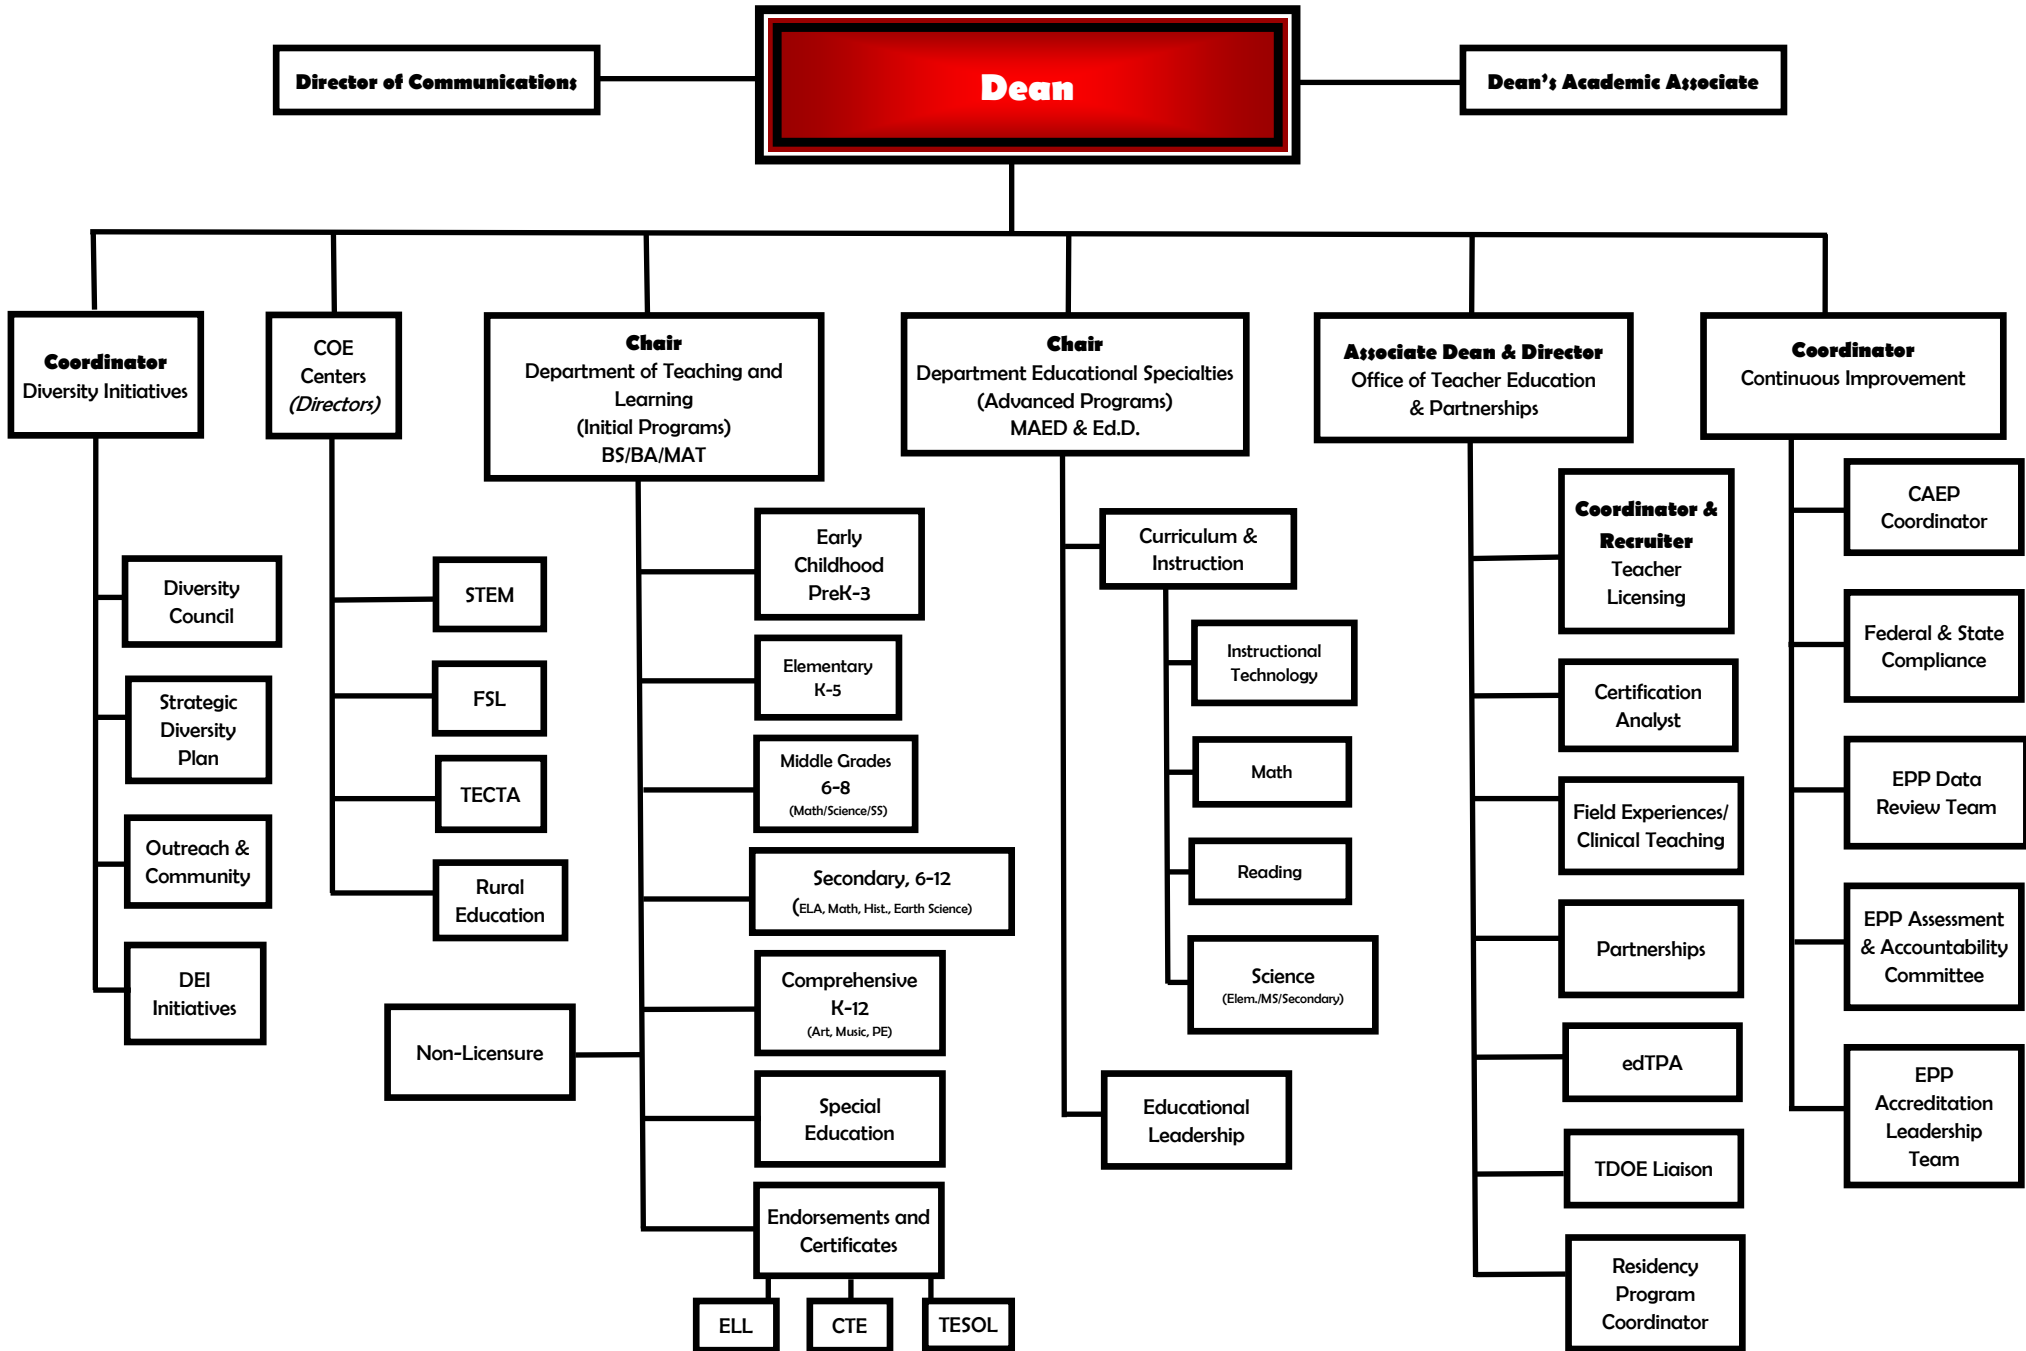 Director of Communications
Dean
Dean's Academic Associate
Coordinator
Diversity Initiatives
COE
Centers
(Directors)
Chair
Department of Teaching and
Learning
(Initial Programs)
BS/BA/MAT
Chair
Department Educational Specialties
(Advanced Programs)
MAED & Ed.D.
Associate Dean & Director
Office of Teacher Education
& Partnerships
Coordinator
Continuous Improvement
Diversity
Council
Strategic
Diversity
Plan
Outreach &
Community
DEI
Initiatives
STEM
FSL
TECTA
Rural
Education
Non-Licensure
Early
Childhood
PreK-3
Elementary
K-5
Middle Grades
6-8
(Math/Science/SS)
Secondary, 6-12
(ELA, Math, Hist., Earth Science)
Comprehensive
K-12
(Art, Music, PE)
Special
Education
Endorsements and
Certificates
ELL
CTE
TESOL
Curriculum &
Instruction
Instructional
Technology
Math
Reading
Science
(Elem./MS/Secondary)
Educational
Leadership
Coordinator &
Recruiter
Teacher
Licensing
Certification
Analyst
Field Experiences/
Clinical Teaching
Partnerships
edTPA
TDOE Liaison
Residency
Program
Coordinator
CAEP
Coordinator
Federal & State
Compliance
EPP Data
Review Team
EPP Assessment
& Accountability
Committee
EPP
Accreditation
Leadership
Team